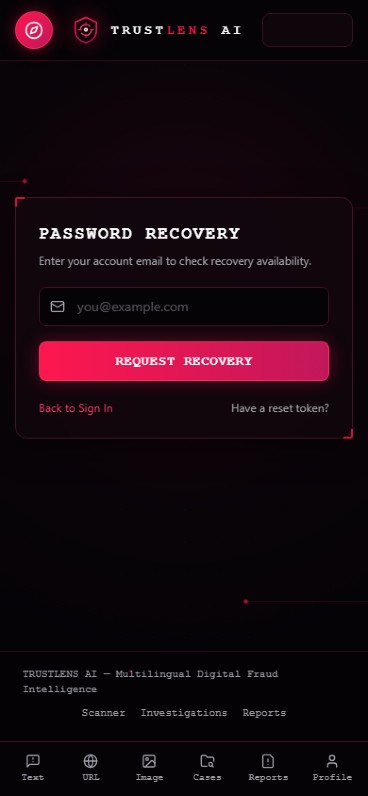 TRUSTLENS AI
PASSWORD RECOVERY
Enter your account email to check recovery availability.
you@example.com
REQUEST RECOVERY
Back to Sign In Have a reset token?
TRUSTLENS AI — Multilingual Digital Fraud
Intelligence
Scanner Investigations Reports
Text URL Image Cases Reports Profile